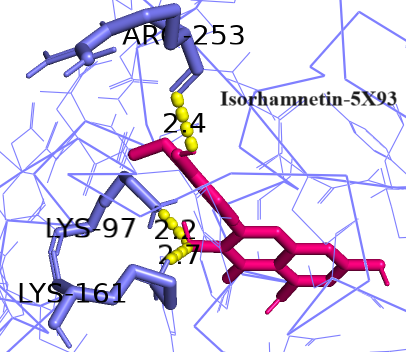 ARG-253
Isorhamnetin-5X93
2.4
LYS-97
2.2
2.7
LYS-161